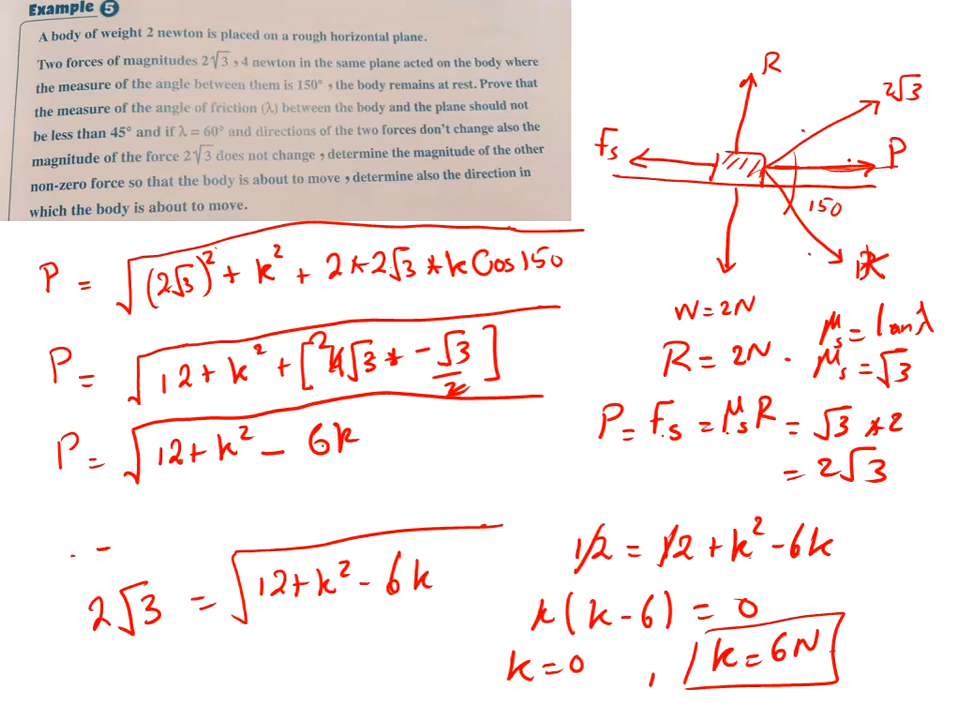 Example 5
A body of weight 2 newton is placed on a rough horizontal plane.
Two forces of magnitudes 2√3 , 4 newton in the same plane acted on the body where
the measure of the angle between them is 150° , the body remains at rest. Prove that
the measure of the angle of friction (λ) between the body and the plane should not
be less than 45° and if λ = 60° and directions of the two forces don't change also the
magnitude of the force 2√3 does not change , determine the magnitude of the other
non-zero force so that the body is about to move , determine also the direction in
which the body is about to move.
R
2√3
Fs
P
150
K
W = 2N
P = √((2√3)² + k² + 2 * 2√3 * k Cos 150
P = √(12 + k² + [4√3 * -√3/2]
P = √(12 + k² - 6k
2√3 = √(12 + k² - 6k
μs = tan λ
R = 2N . μs = √3
P = Fs = μs R = √3 * 2
= 2√3
12 = 12 + k² - 6k
k(k - 6) = 0
k = 0 , k = 6N